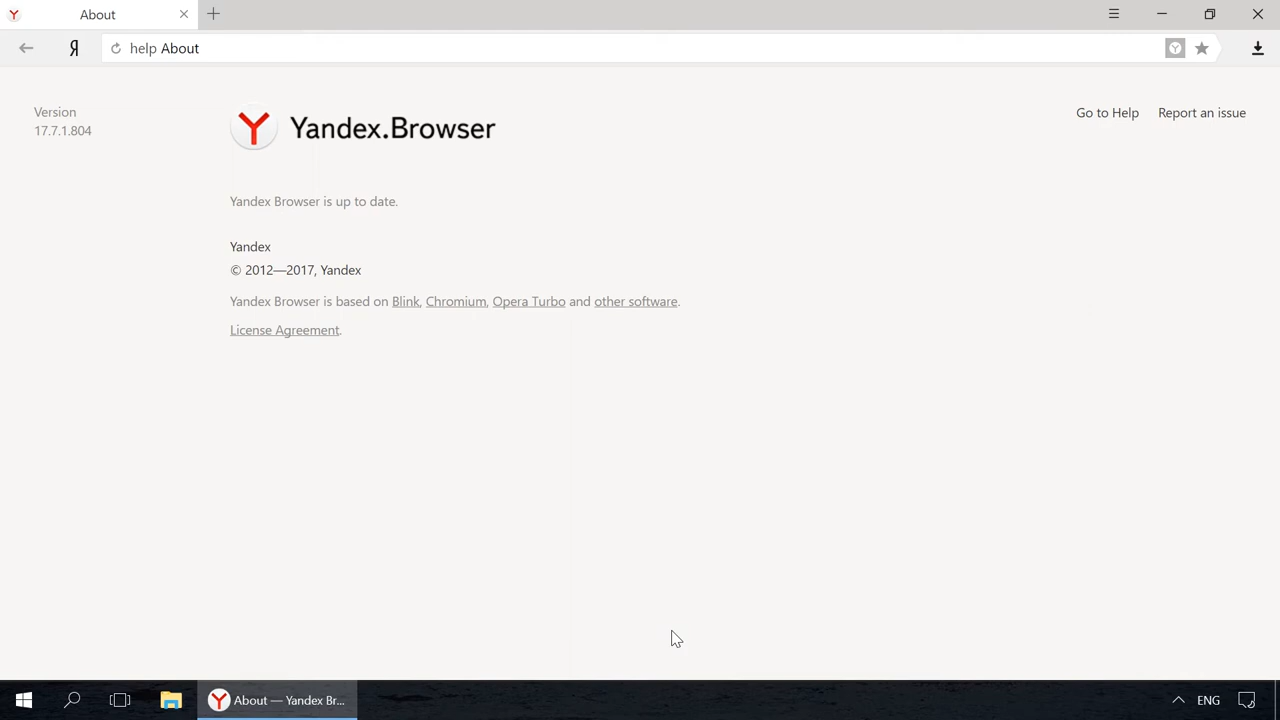 About
Я
help About
Version
17.7.1.804
Yandex.Browser
Go to Help
Report an issue
Yandex Browser is up to date.
Yandex
© 2012—2017, Yandex
Yandex Browser is based on Blink, Chromium, Opera Turbo and other software.
License Agreement.
About — Yandex Br...
ENG